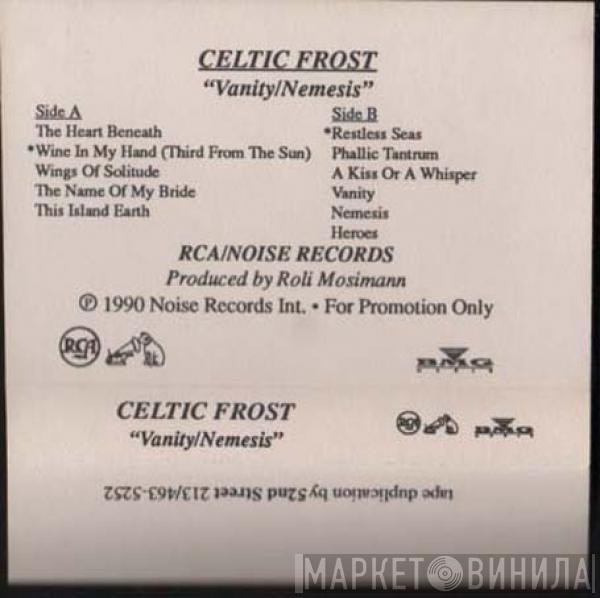 CELTIC FROST
"Vanity/Nemesis"
Side A
The Heart Beneath
*Wine In My Hand (Third From The Sun)
Wings Of Solitude
The Name Of My Bride
This Island Earth
Side B
*Restless Seas
Phallic Tantrum
A Kiss Or A Whisper
Vanity
Nemesis
Heroes
RCA/NOISE RECORDS
Produced by Roli Mosimann
℗ 1990 Noise Records Int. • For Promotion Only
RCA
BMG
CELTIC FROST
"Vanity/Nemesis"
RCA
BMG
tape duplication by 52nd Street 213/463-5252
МАРКЕТ ВИНИЛА